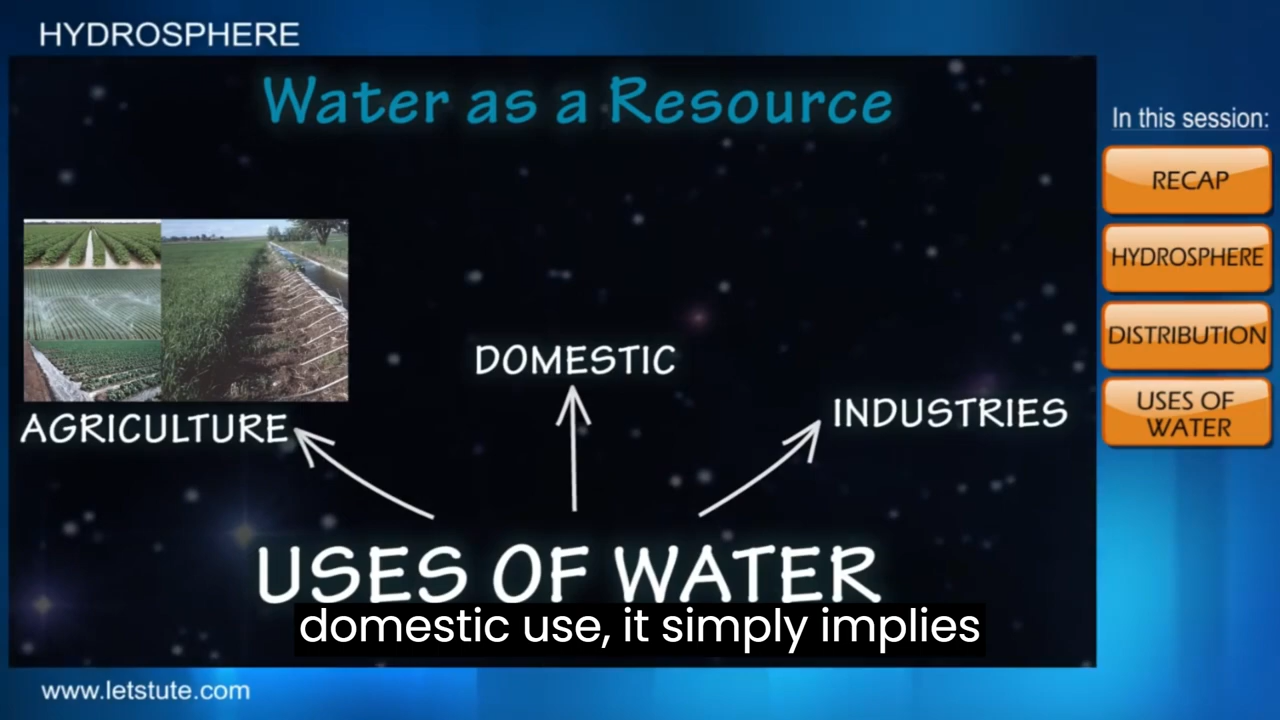 HYDROSPHERE
Water as a Resource
In this session:
RECAP
HYDROSPHERE
DISTRIBUTION
USES OF
WATER
DOMESTIC
AGRICULTURE
INDUSTRIES
USES OF WATER
domestic use, it simply implies
www.letstute.com